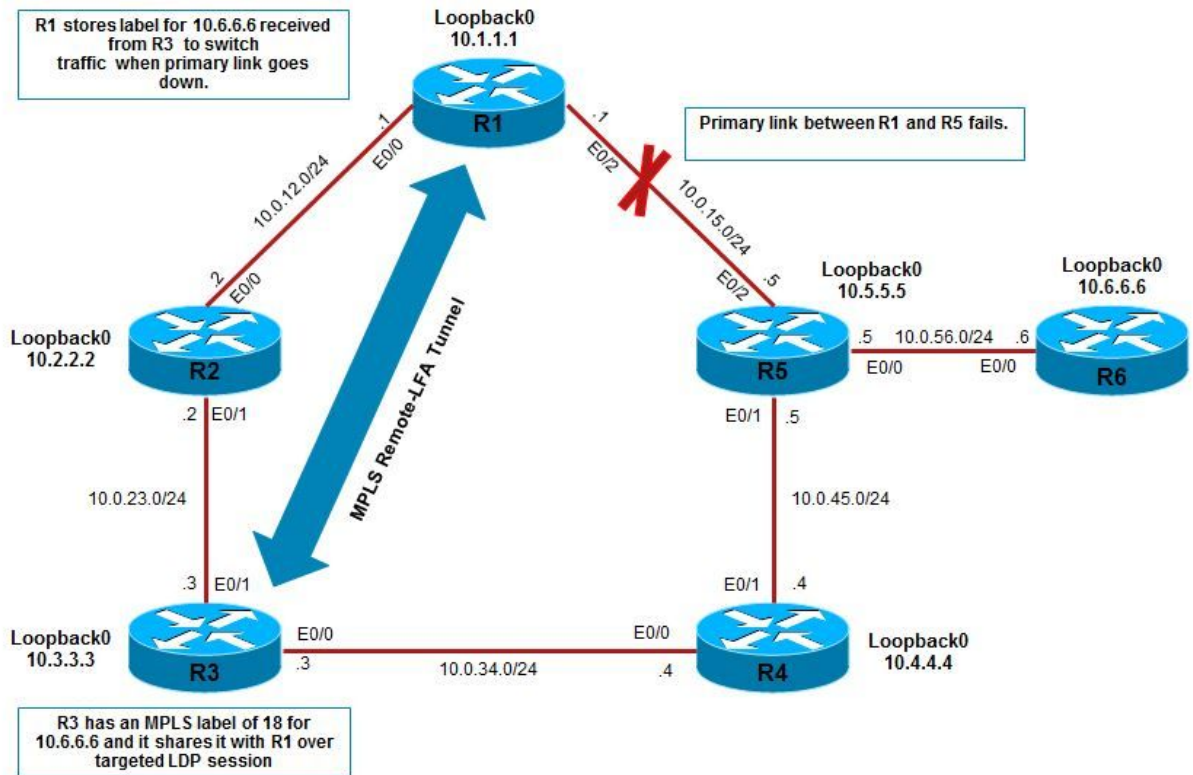 R1 stores label for 10.6.6.6 received
from R3 to switch
traffic when primary link goes
down.
Loopback0
10.1.1.1
R1
.1
E0/0
.1
E0/2
Primary link between R1 and R5 fails.
10.0.12.0/24
10.0.15.0/24
.2
E0/0
E0/2
.5
Loopback0
10.2.2.2
R2
Loopback0
10.5.5.5
R5
.5
10.0.56.0/24
.6
E0/0
E0/0
Loopback0
10.6.6.6
R6
MPLS Remote-LFA Tunnel
.2
E0/1
E0/1
.5
10.0.23.0/24
10.0.45.0/24
.3
E0/1
E0/1
.4
Loopback0
10.3.3.3
R3
E0/0
.3
10.0.34.0/24
E0/0
.4
R4
Loopback0
10.4.4.4
R3 has an MPLS label of 18 for
10.6.6.6 and it shares it with R1 over
targeted LDP session